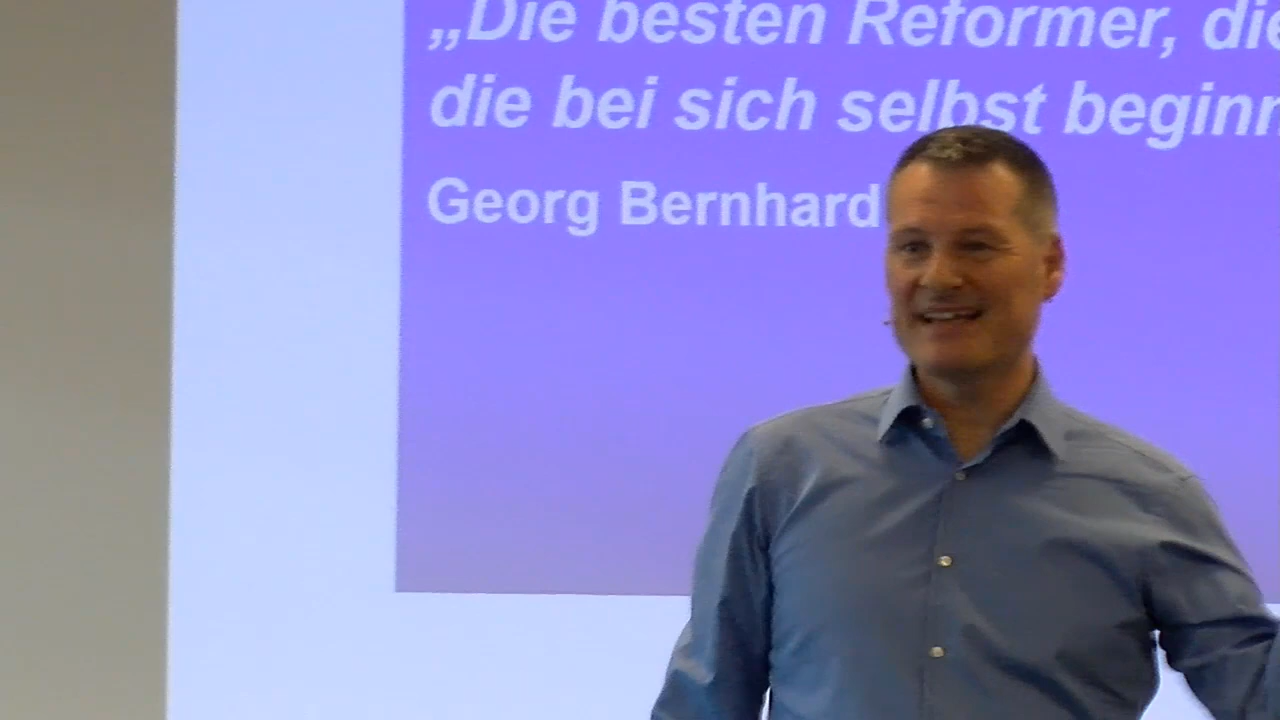 „Die besten Reformer, die
die bei sich selbst beginn
Georg Bernhard